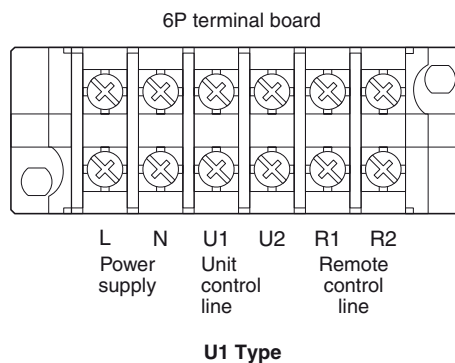 6P terminal board
L N U1 U2 R1 R2
Power Unit Remote
supply control control
line line
U1 Type